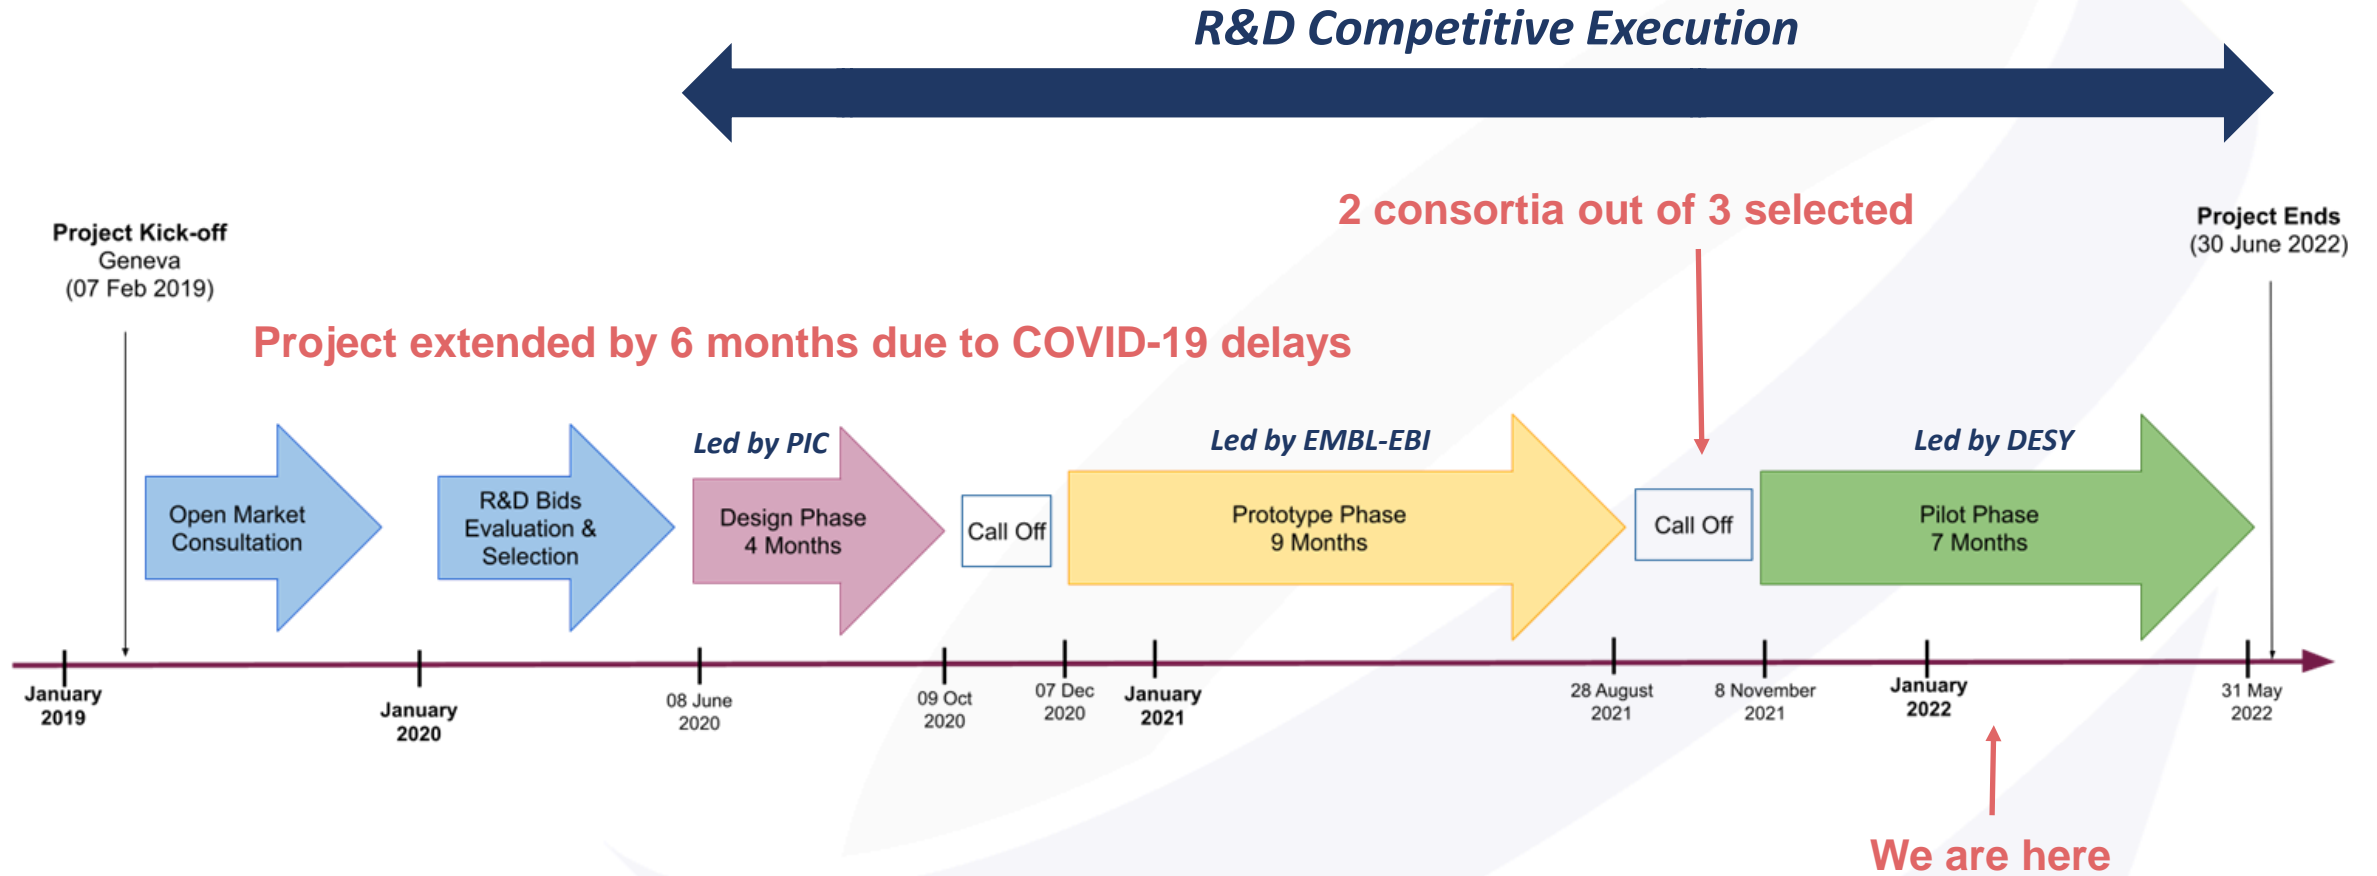 R&D Competitive Execution
2 consortia out of 3 selected
Project Kick-off
Geneva
(07 Feb 2019)
Project Ends
(30 June 2022)
Project extended by 6 months due to COVID-19 delays
Led by PIC
Led by EMBL-EBI
Led by DESY
Open Market
Consultation
R&D Bids
Evaluation &
Selection
Design Phase
4 Months
Call Off
Prototype Phase
9 Months
Call Off
Pilot Phase
7 Months
January
2019
January
2020
08 June
2020
09 Oct
2020
07 Dec
2020
January
2021
28 August
2021
8 November
2021
January
2022
31 May
2022
We are here